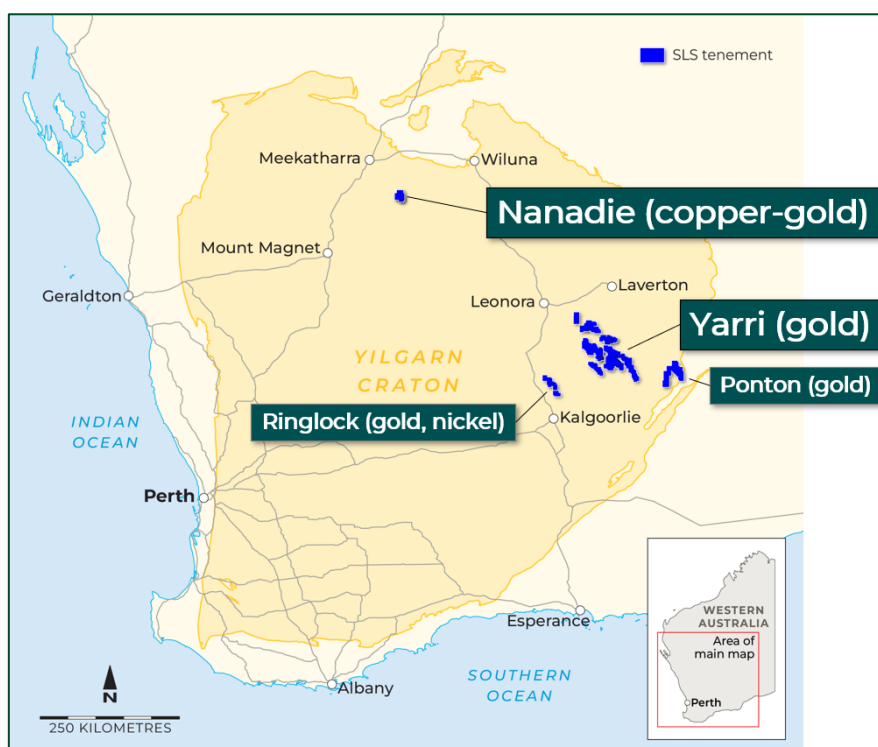 SLS tenement
Meekatharra
Wiluna
Nanadie (copper-gold)
Mount Magnet
Laverton
Geraldton
Leonora
Yarri (gold)
YILGARN
CRATON
Ponton (gold)
Ringlock (gold, nickel)
Kalgoorlie
INDIAN
OCEAN
Perth
Esperance
WESTERN
AUSTRALIA
Area of
main map
Perth
SOUTHERN
OCEAN
Albany
N
250 KILOMETRES